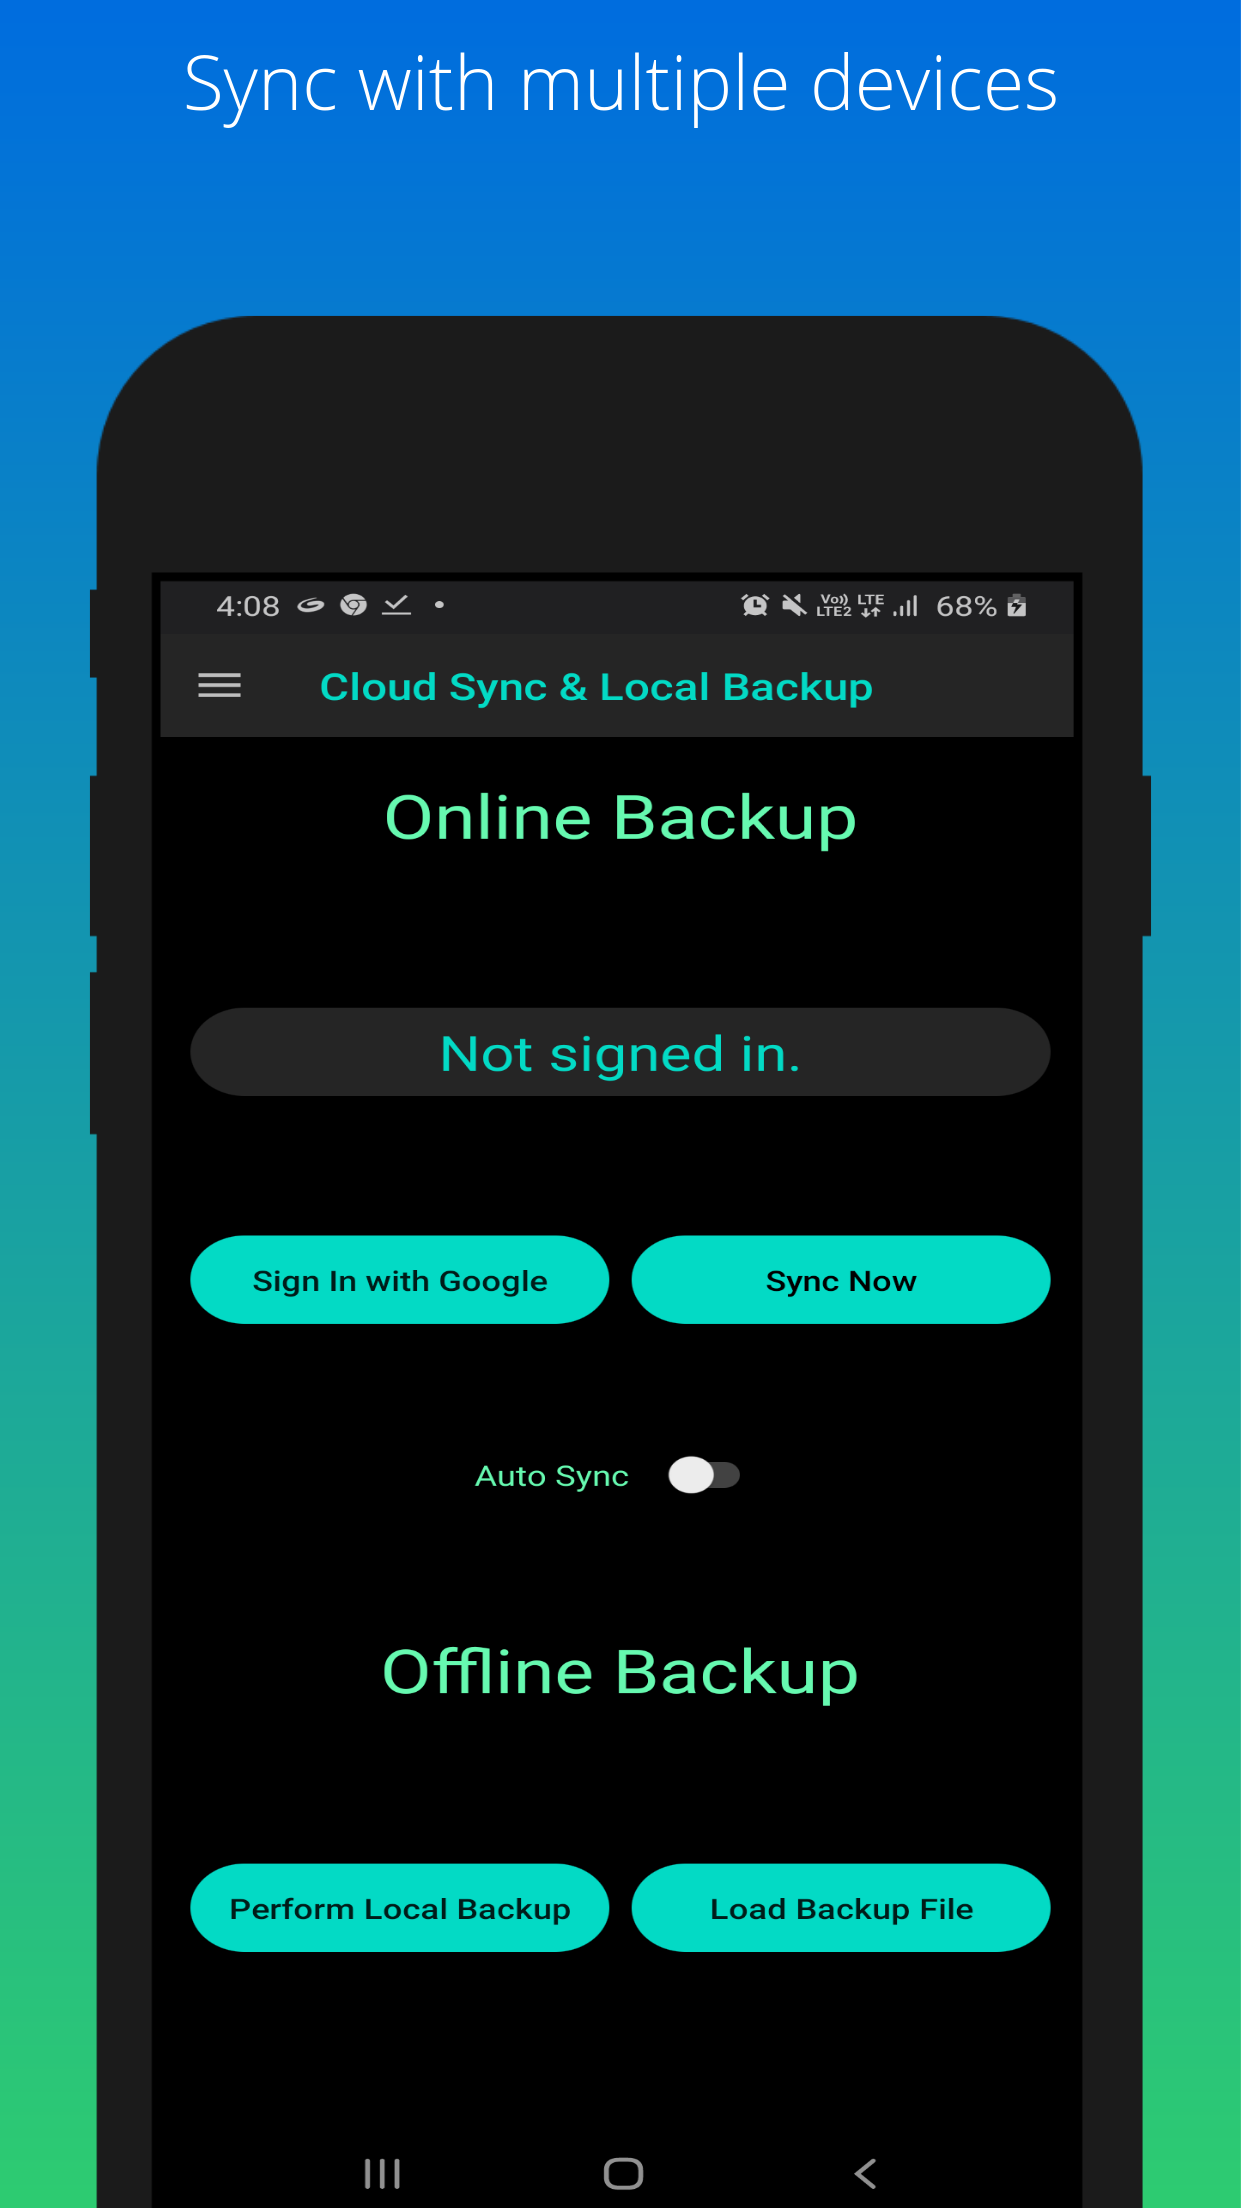 Sync with multiple devices
4:08
Vo)) LTE
LTE2
68%
Cloud Sync & Local Backup
Online Backup
Not signed in.
Sign In with Google
Sync Now
Auto Sync
Offline Backup
Perform Local Backup
Load Backup File